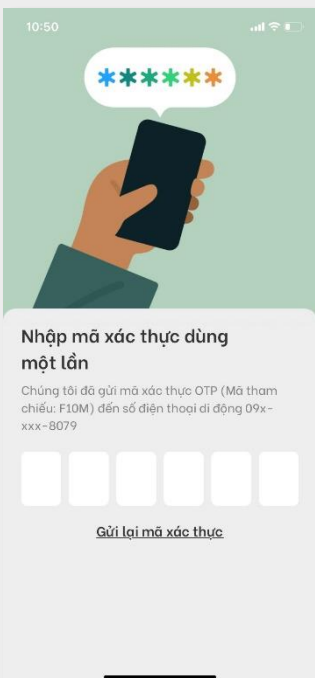 10:50
******
Nhập mã xác thực dùng
một lần
Chúng tôi đã gửi mã xác thực OTP (Mã tham
chiếu: F10M) đến số điện thoại di động 09x-
xxx-8079
Gửi lại mã xác thực